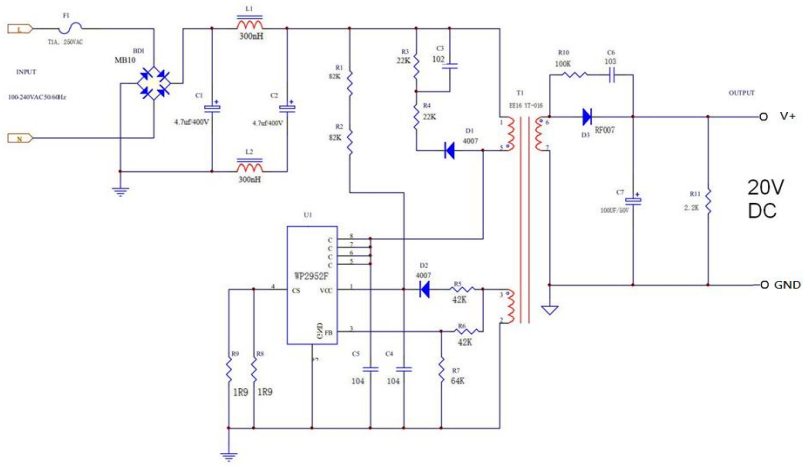 F1
T1A, 250VAC
L
BD1
MB10
INPUT
100-240VAC50/60Hz
N
L1
300nH
C1
4.7uf/400V
C2
4.7uf/400V
L2
300nH
R1
82K
R2
82K
R3
22K
C3
102
R4
22K
D1
4007
T1
EE16 YT-016
1
5
6
7
3
2
R10
100K
C6
103
D3
RF007
OUTPUT
V+
C7
100UF/50V
R11
2.2K
20V
DC
GND
U1
WP2952F
C
8
C
7
C
6
C
5
CS
4
VCC
1
GND
FB
3
D2
4007
R5
42K
R6
42K
R7
64K
R9
1R9
R8
1R9
C5
104
C4
104